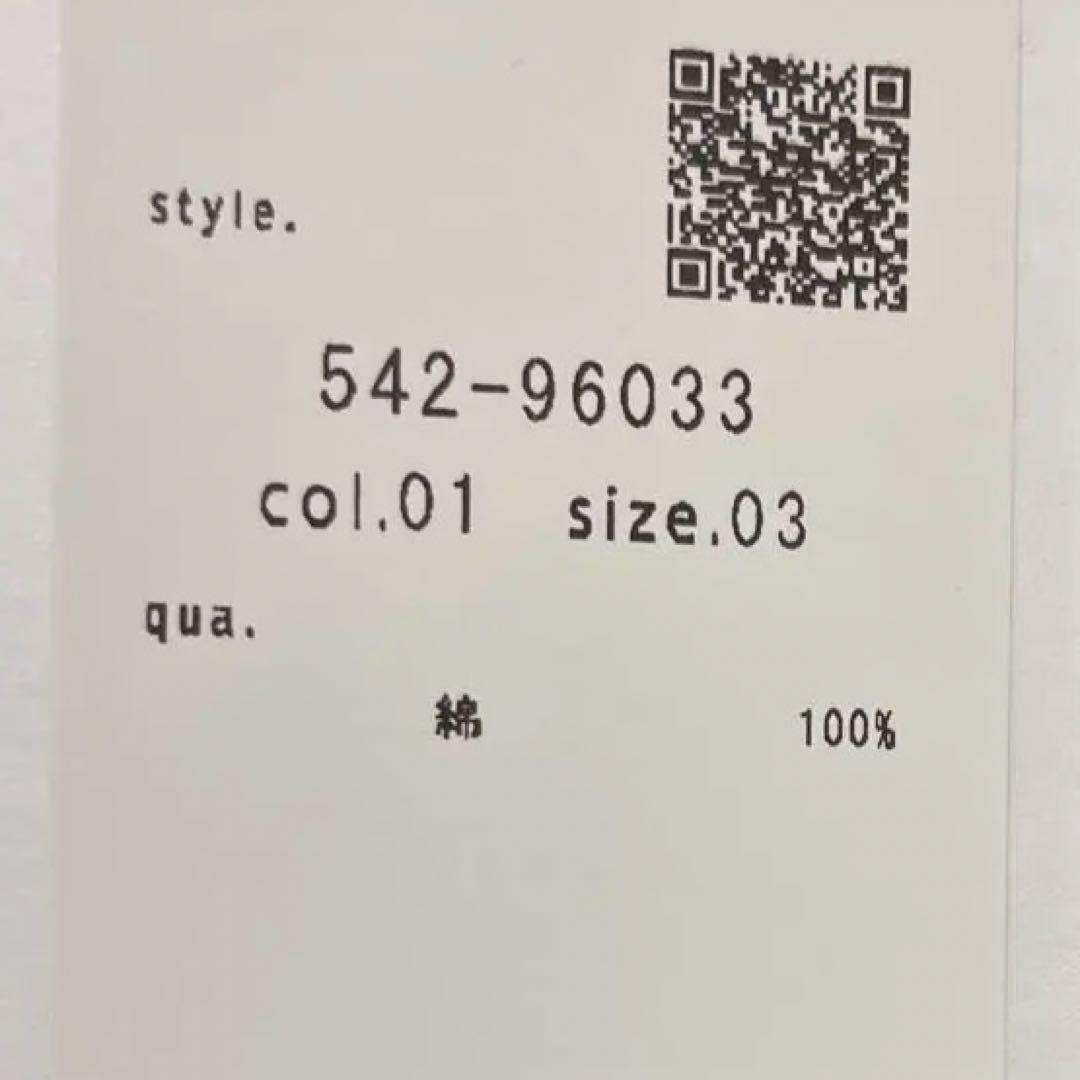 style.
542-96033
col.01 size.03
qua.
綿 100%